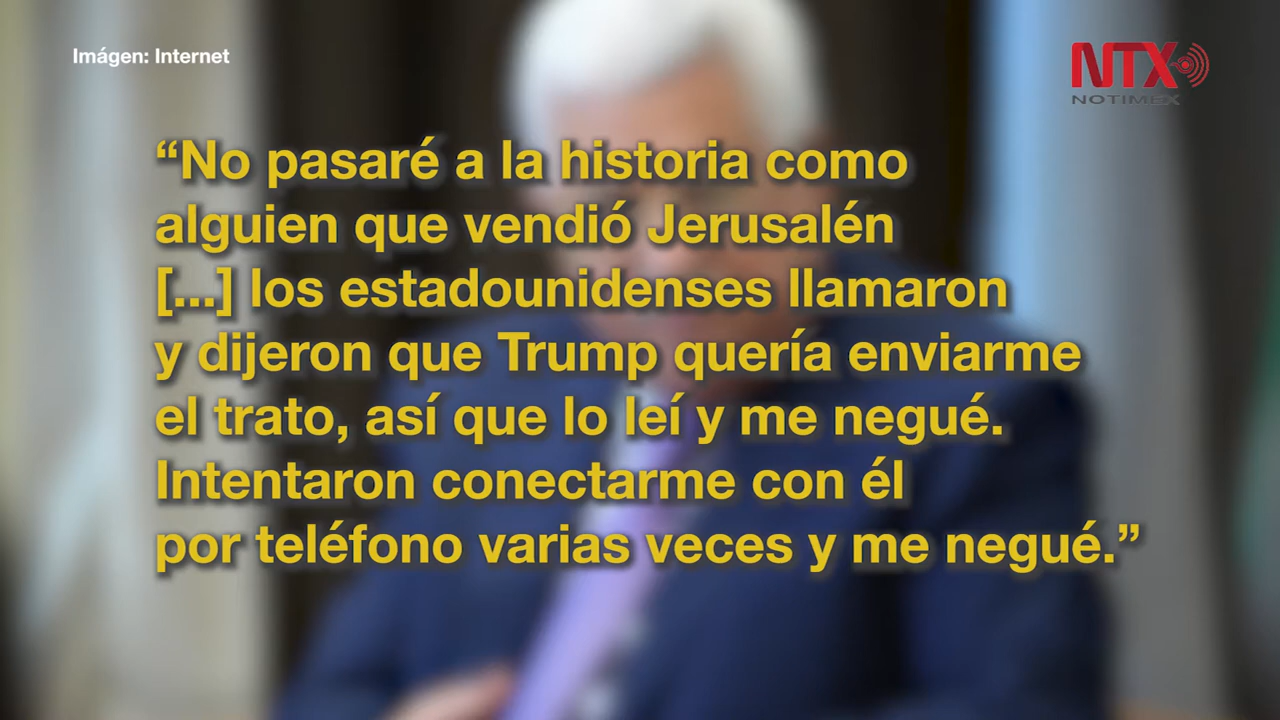 Imágen: Internet
NTX
NOTIMEX
“No pasaré a la historia como
alguien que vendió Jerusalén
[...] los estadounidenses llamaron
y dijeron que Trump quería enviarme
el trato, así que lo leí y me negué.
Intentaron conectarme con él
por teléfono varias veces y me negué.”